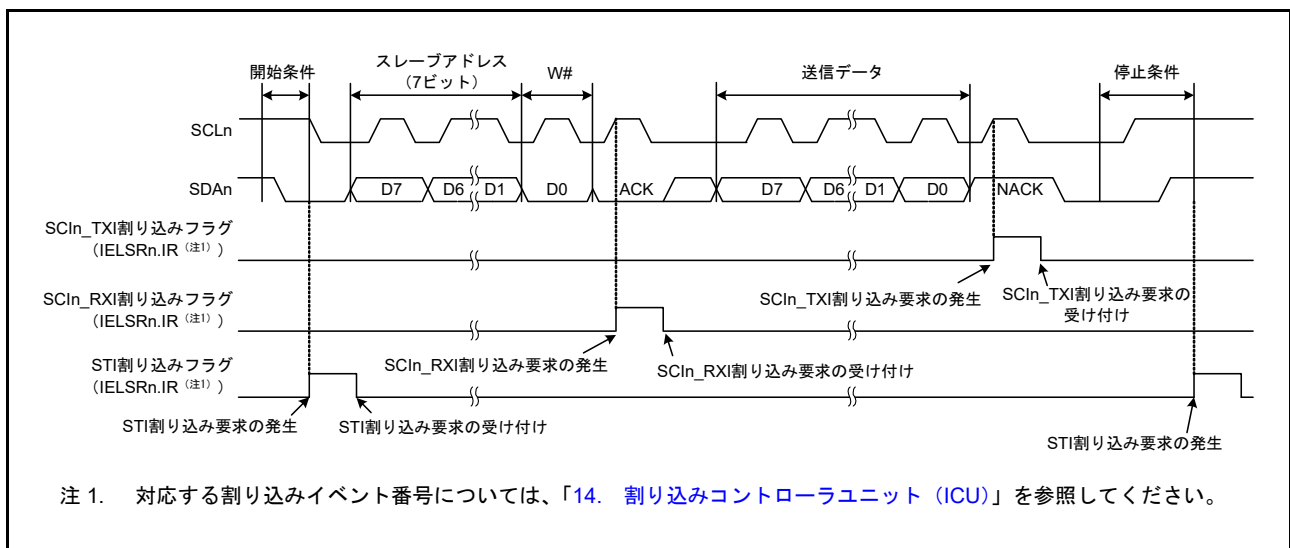 開始条件
スレーブアドレス
（7ビット）
W#
送信データ
停止条件
SCLn
SDAn
D7
D6
D1
D0
ACK
D7
D6
D1
D0
NACK
SCIn_TXI割り込みフラグ
（IELSRn.IR（注1））
SCIn_TXI割り込み要求の発生
SCIn_TXI割り込み要求の
受け付け
SCIn_RXI割り込みフラグ
（IELSRn.IR（注1））
SCIn_RXI割り込み要求の発生
SCIn_RXI割り込み要求の受け付け
STI割り込みフラグ
（IELSRn.IR（注1））
STI割り込み要求の発生
STI割り込み要求の受け付け
STI割り込み要求の発生
注 1. 対応する割り込みイベント番号については、「14. 割り込みコントローラユニット（ICU）」を参照してください。